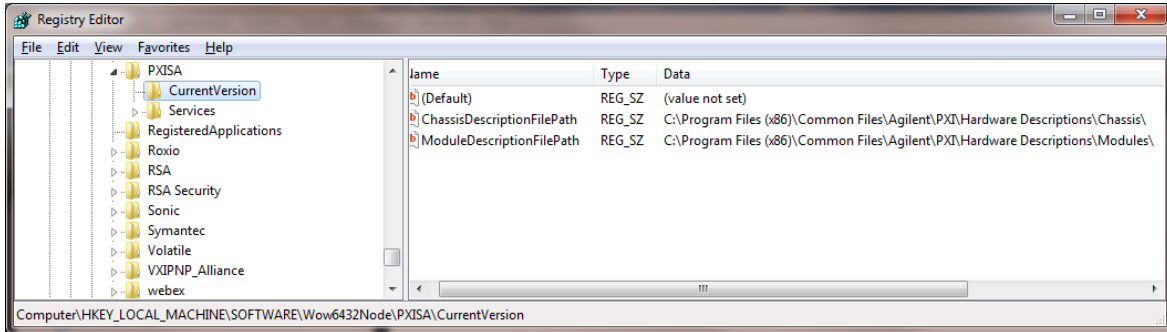 Registry Editor
File Edit View Favorites Help
PXISA
CurrentVersion
Services
RegisteredApplications
Roxio
RSA
RSA Security
Sonic
Symantec
Volatile
VXIPNP_Alliance
webex
Name Type Data
(Default) REG_SZ (value not set)
ChassisDescriptionFilePath REG_SZ C:\Program Files (x86)\Common Files\Agilent\PXI\Hardware Descriptions\Chassis\
ModuleDescriptionFilePath REG_SZ C:\Program Files (x86)\Common Files\Agilent\PXI\Hardware Descriptions\Modules\
Computer\HKEY_LOCAL_MACHINE\SOFTWARE\Wow6432Node\PXISA\CurrentVersion